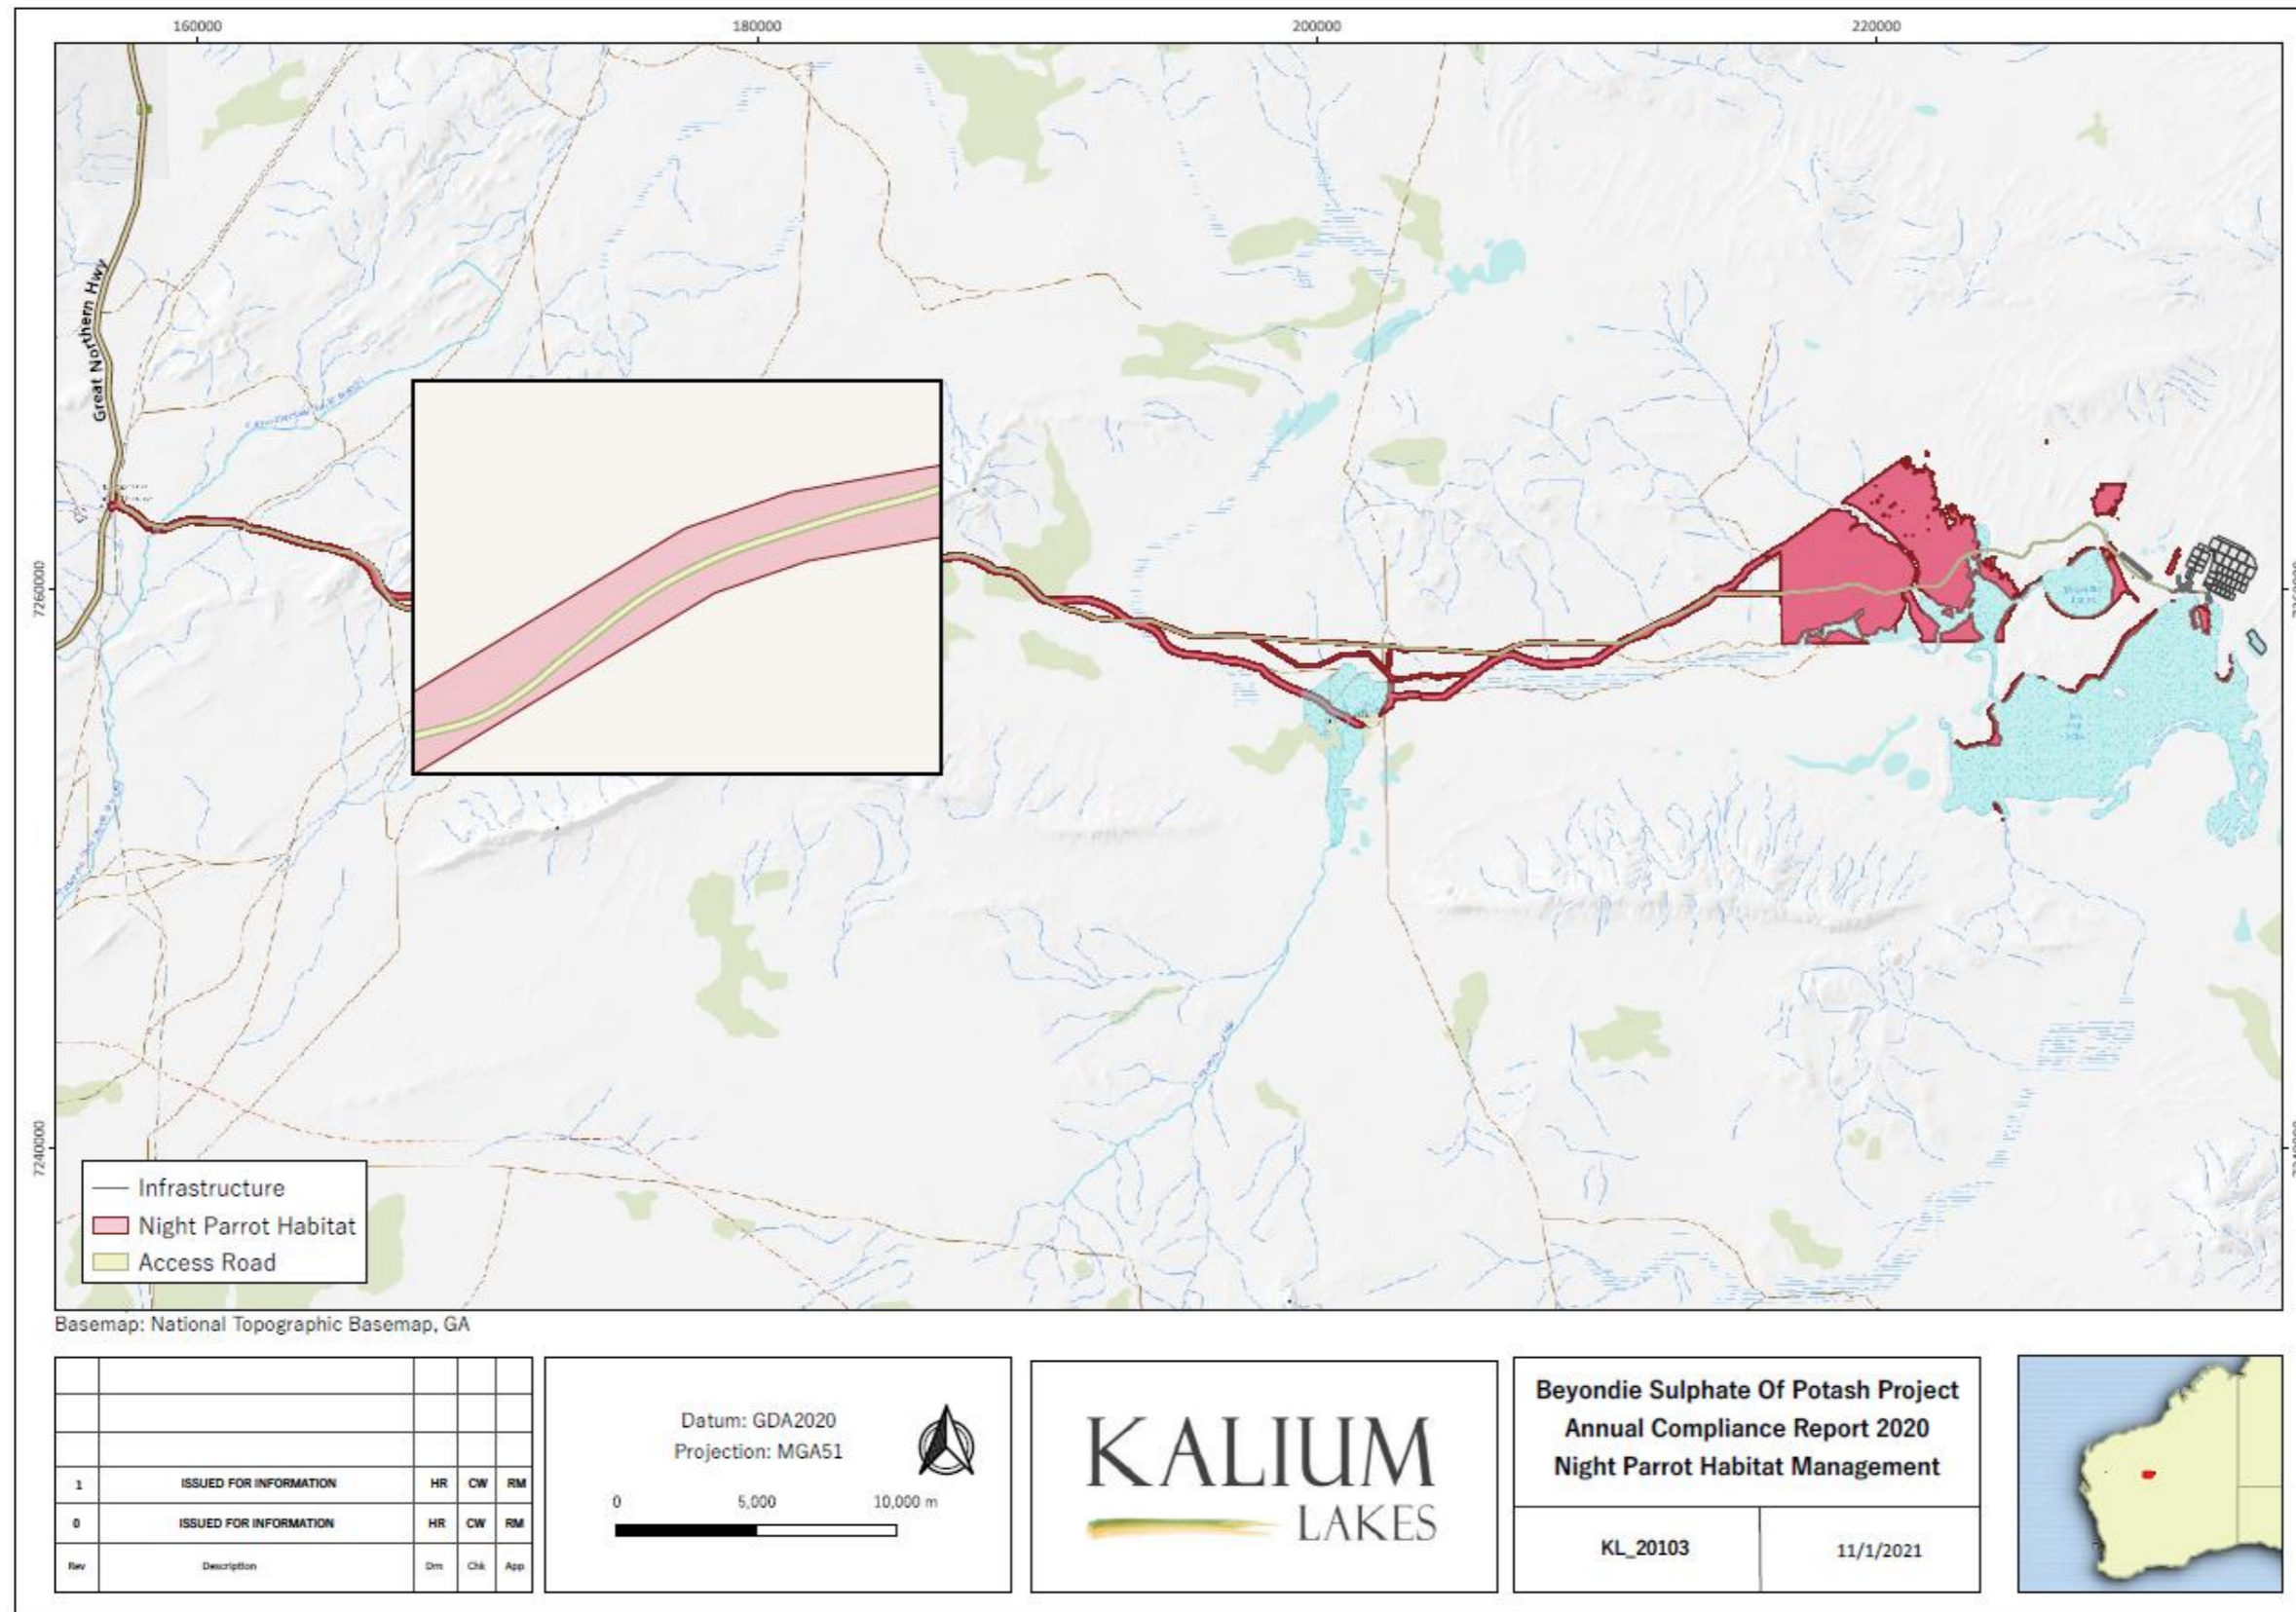 160000
180000
200000
220000
Great Northern Hwy
7260000
7240000
Infrastructure
Night Parrot Habitat
Access Road
Basemap: National Topographic Basemap, GA
1 ISSUED FOR INFORMATION HR CW RM
0 ISSUED FOR INFORMATION HR CW RM
Rev Description Drn Chk App
Datum: GDA2020
Projection: MGA51
0 5,000 10,000 m
KALIUM
LAKES
Beyondie Sulphate Of Potash Project
Annual Compliance Report 2020
Night Parrot Habitat Management
KL_20103
11/1/2021